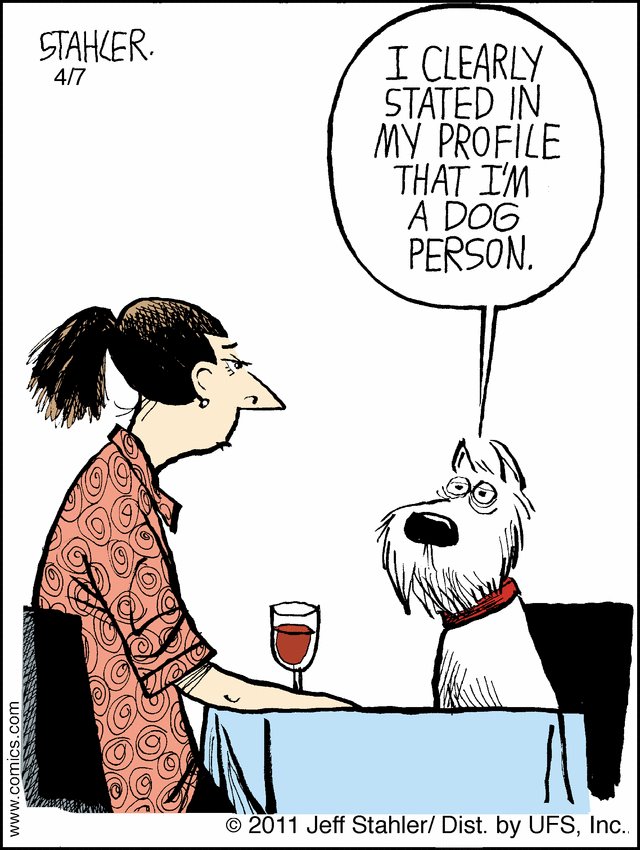 STAHLER.
4/7
I CLEARLY
STATED IN
MY PROFILE
THAT I'M
A DOG
PERSON.
www.comics.com
© 2011 Jeff Stahler/ Dist. by UFS, Inc.